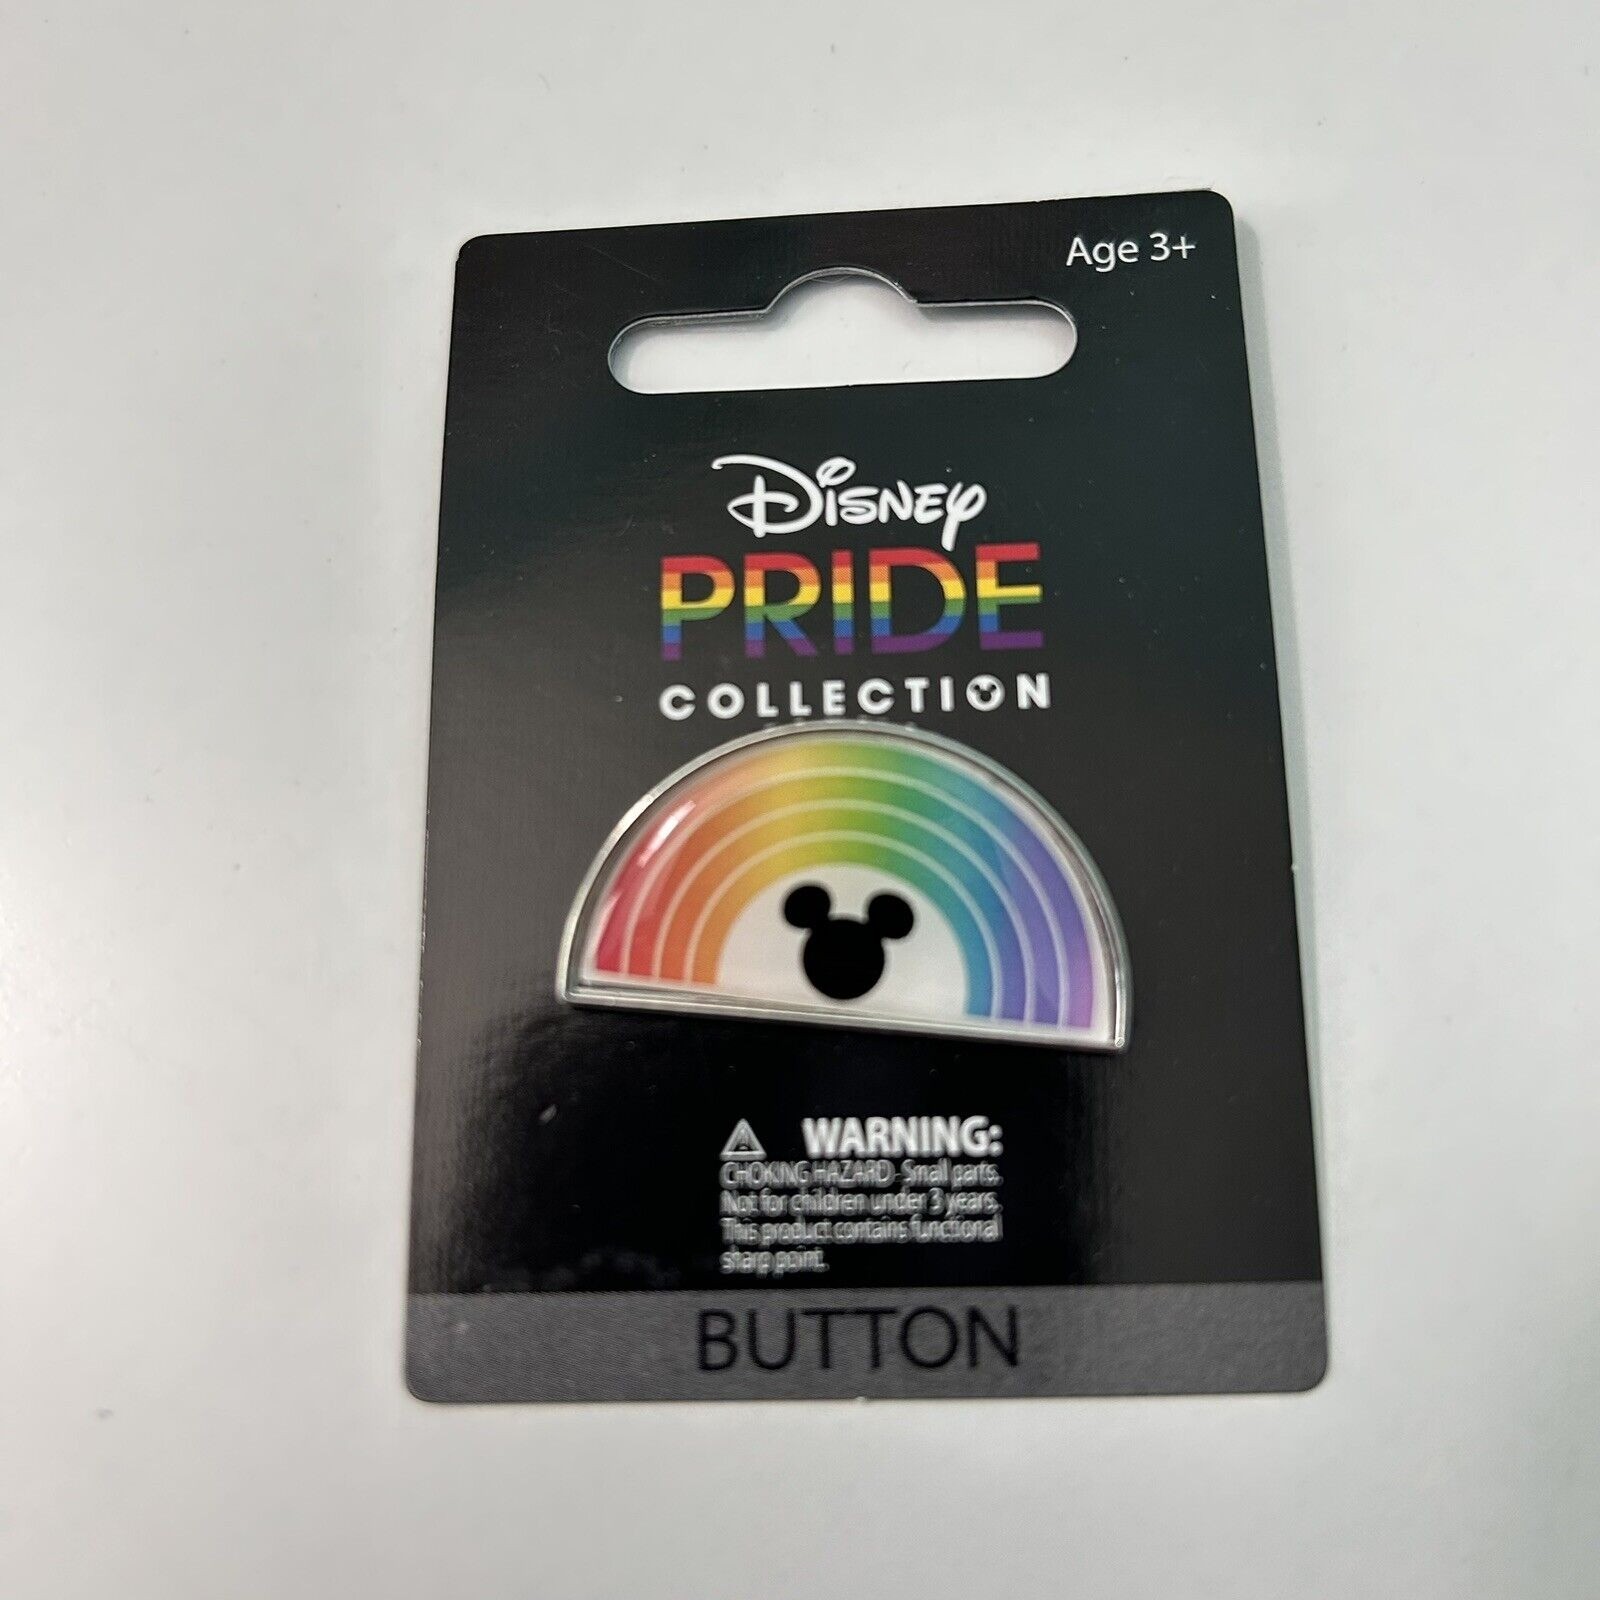 Age 3+
Disney
PRIDE
COLLECTION
WARNING:
CHOKING HAZARD- Small parts.
Not for children under 3 years.
This product contains functional
sharp point.
BUTTON